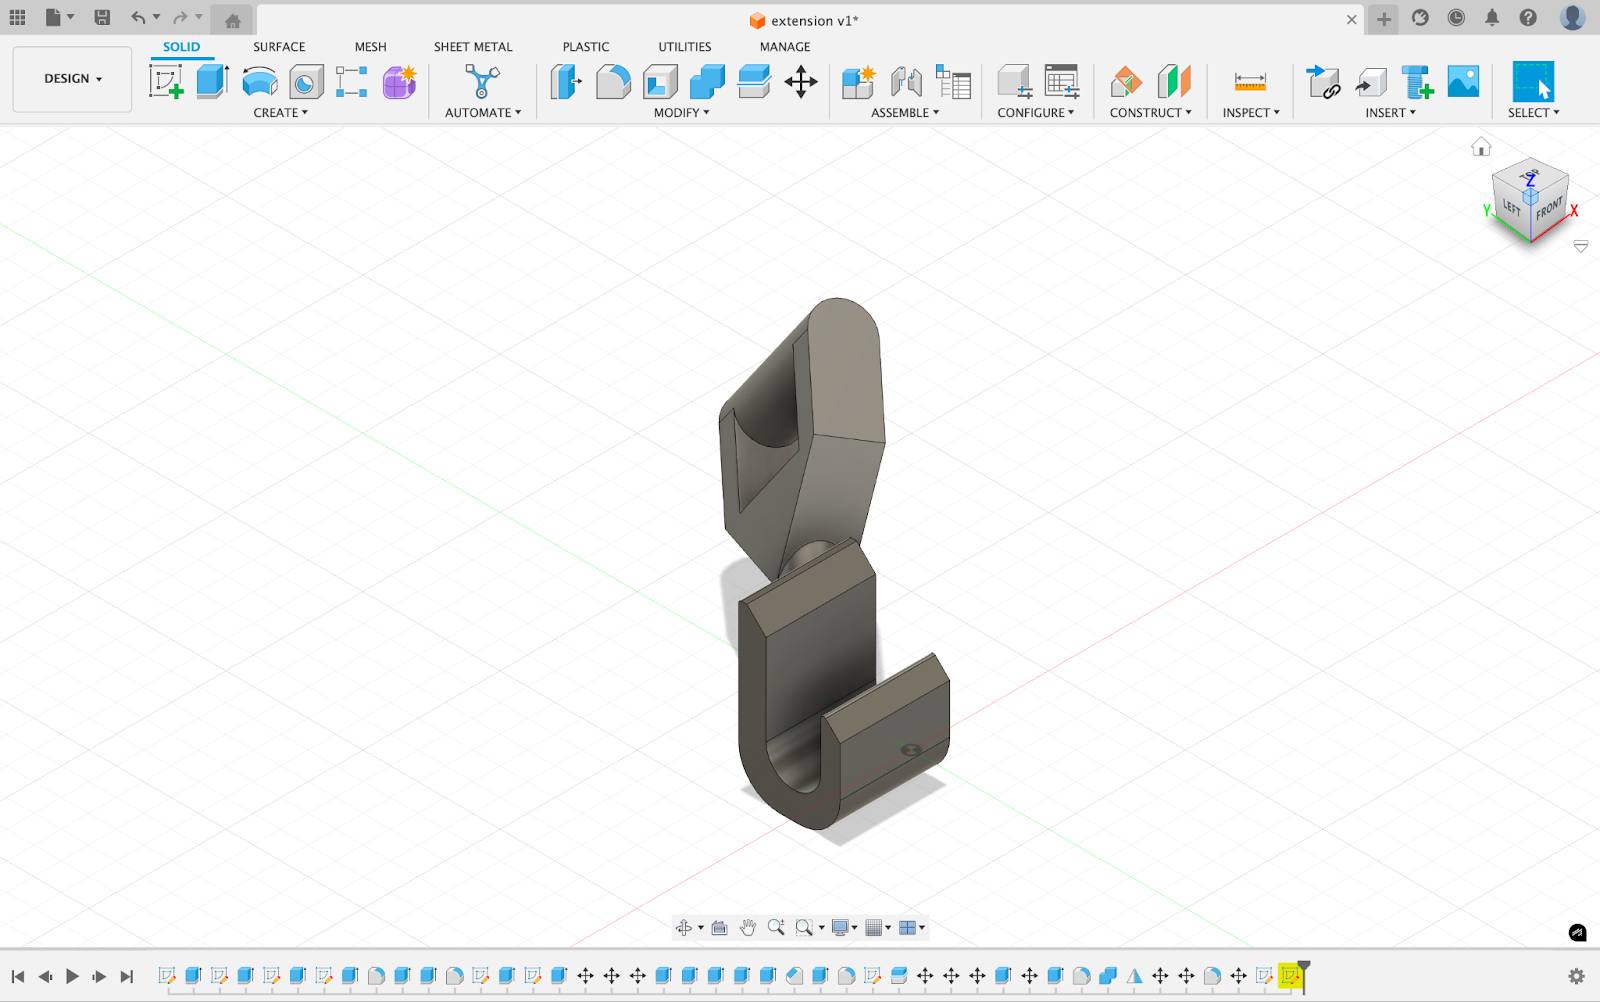 extension v1*
SOLID SURFACE MESH SHEET METAL PLASTIC UTILITIES MANAGE
DESIGN
CREATE AUTOMATE MODIFY ASSEMBLE CONFIGURE CONSTRUCT INSPECT INSERT SELECT
TOP
Z
LEFT FRONT
Y X